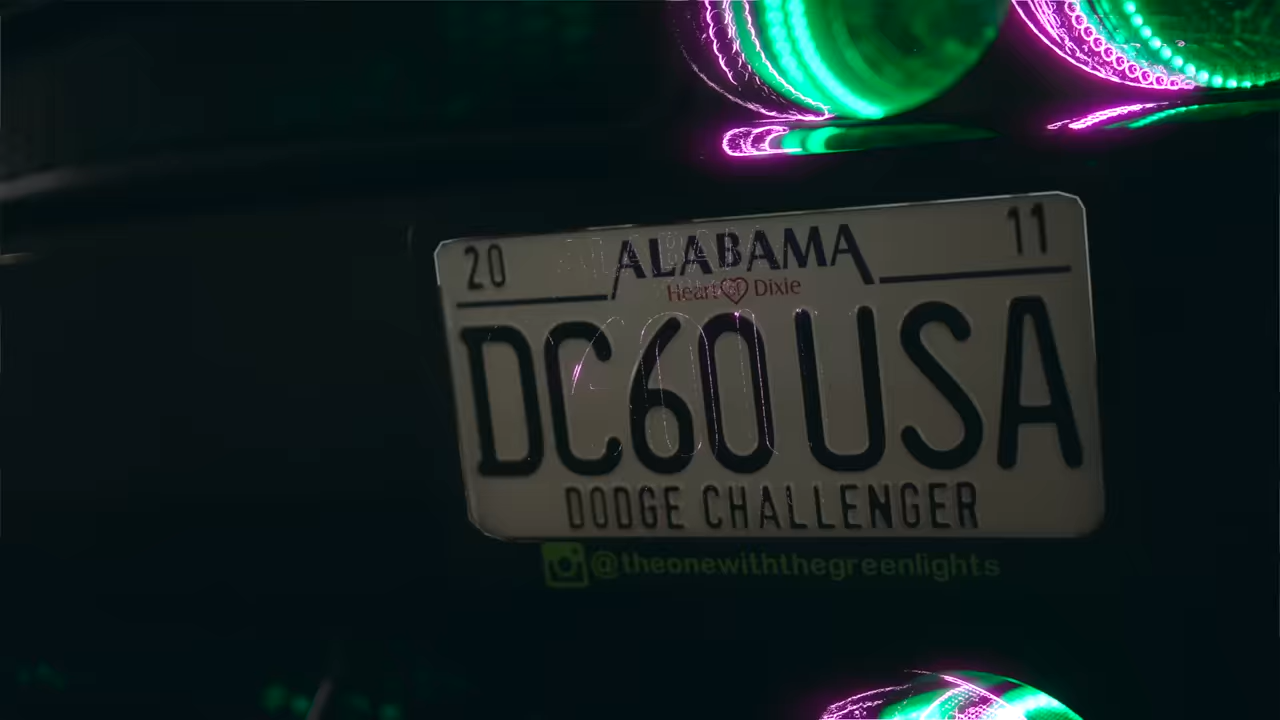 20 ALABAMA 11
Heart Of Dixie
DC60USA
DODGE CHALLENGER
@theonewiththegreenlights